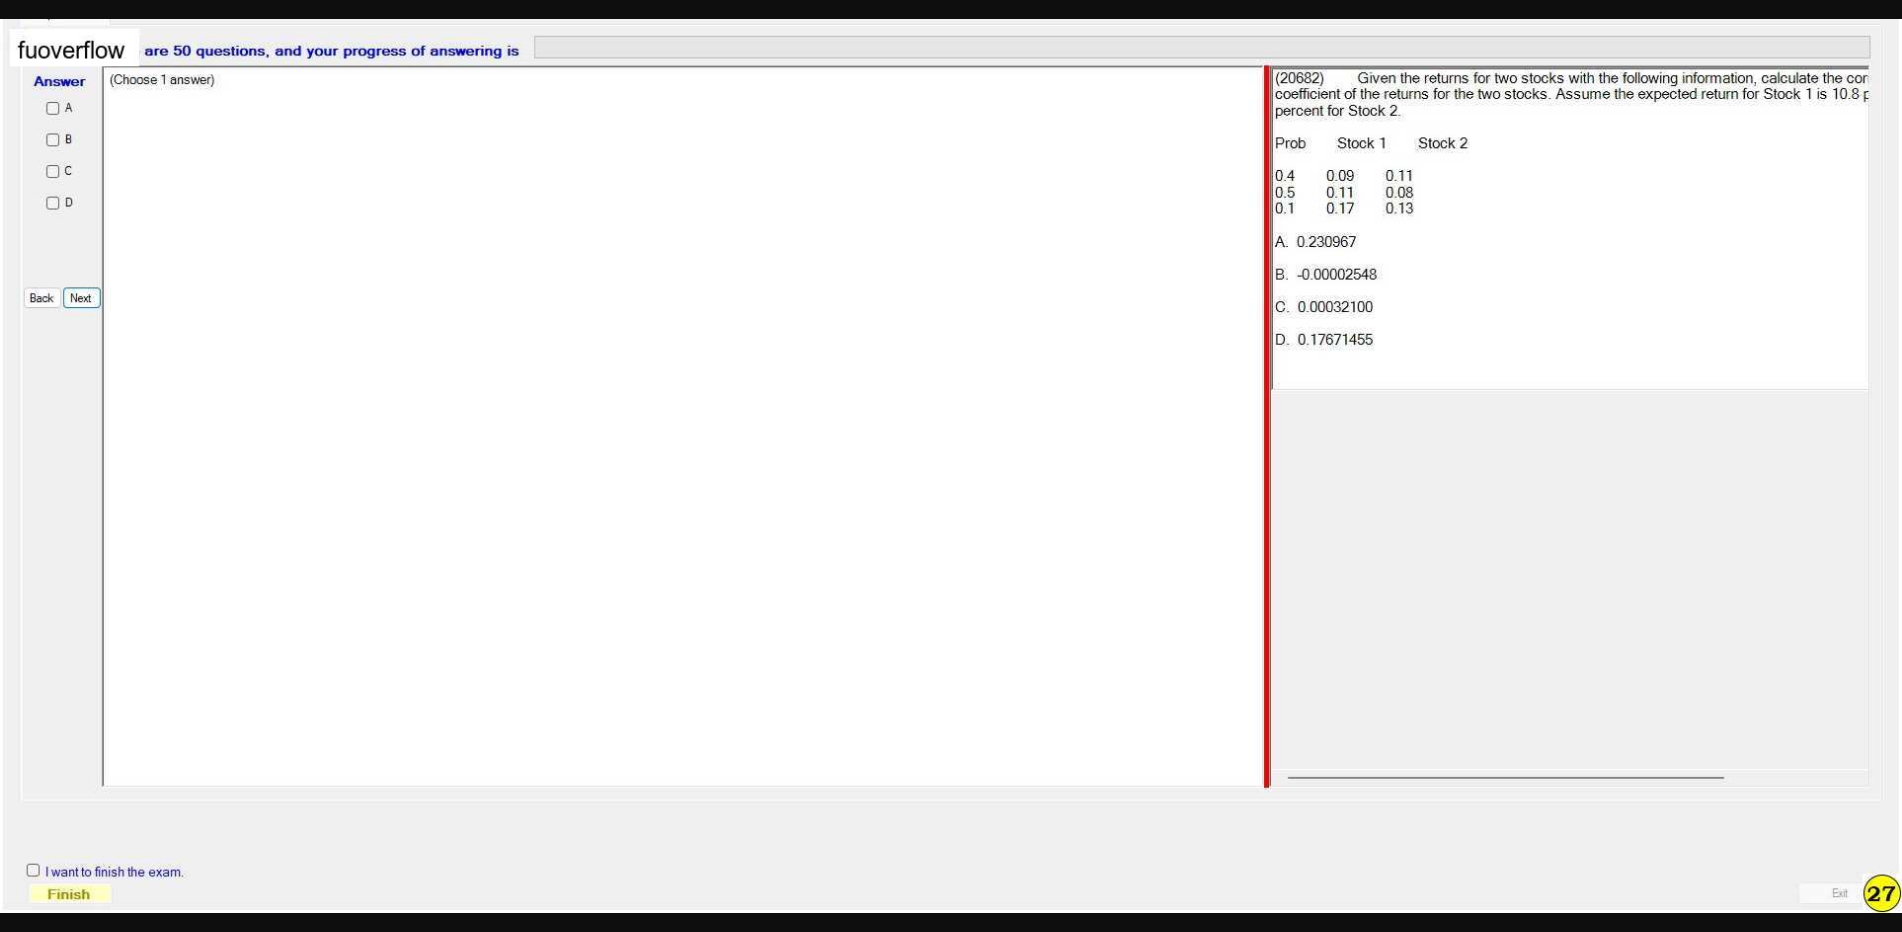 fuoverflow are 50 questions, and your progress of answering is
Answer
A
B
C
D
Back Next
(Choose 1 answer)
(20682) Given the returns for two stocks with the following information, calculate the cor
coefficient of the returns for the two stocks. Assume the expected return for Stock 1 is 10.8 p
percent for Stock 2.
Prob Stock 1 Stock 2
0.4 0.09 0.11
0.5 0.11 0.08
0.1 0.17 0.13
A. 0.230967
B. -0.00002548
C. 0.00032100
D. 0.17671455
I want to finish the exam.
Finish
Exit 27